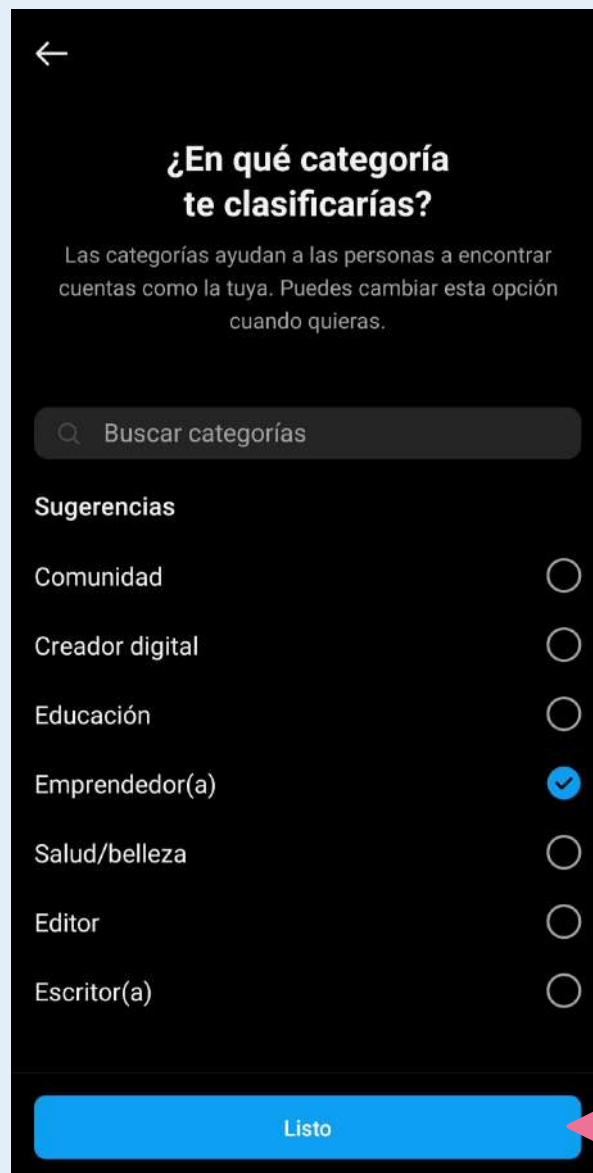 ¿En qué categoría
te clasificarías?
Las categorías ayudan a las personas a encontrar
cuentas como la tuya. Puedes cambiar esta opción
cuando quieras.
Buscar categorías
Sugerencias
Comunidad
Creador digital
Educación
Emprendedor(a)
Salud/belleza
Editor
Escritor(a)
Listo